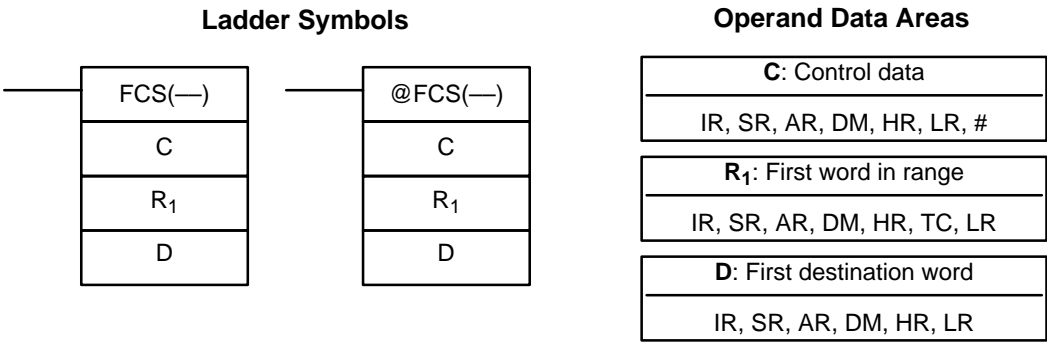 Ladder Symbols
FCS(—)
C
R1
D
@FCS(—)
C
R1
D
Operand Data Areas
C: Control data
IR, SR, AR, DM, HR, LR, #
R1: First word in range
IR, SR, AR, DM, HR, TC, LR
D: First destination word
IR, SR, AR, DM, HR, LR